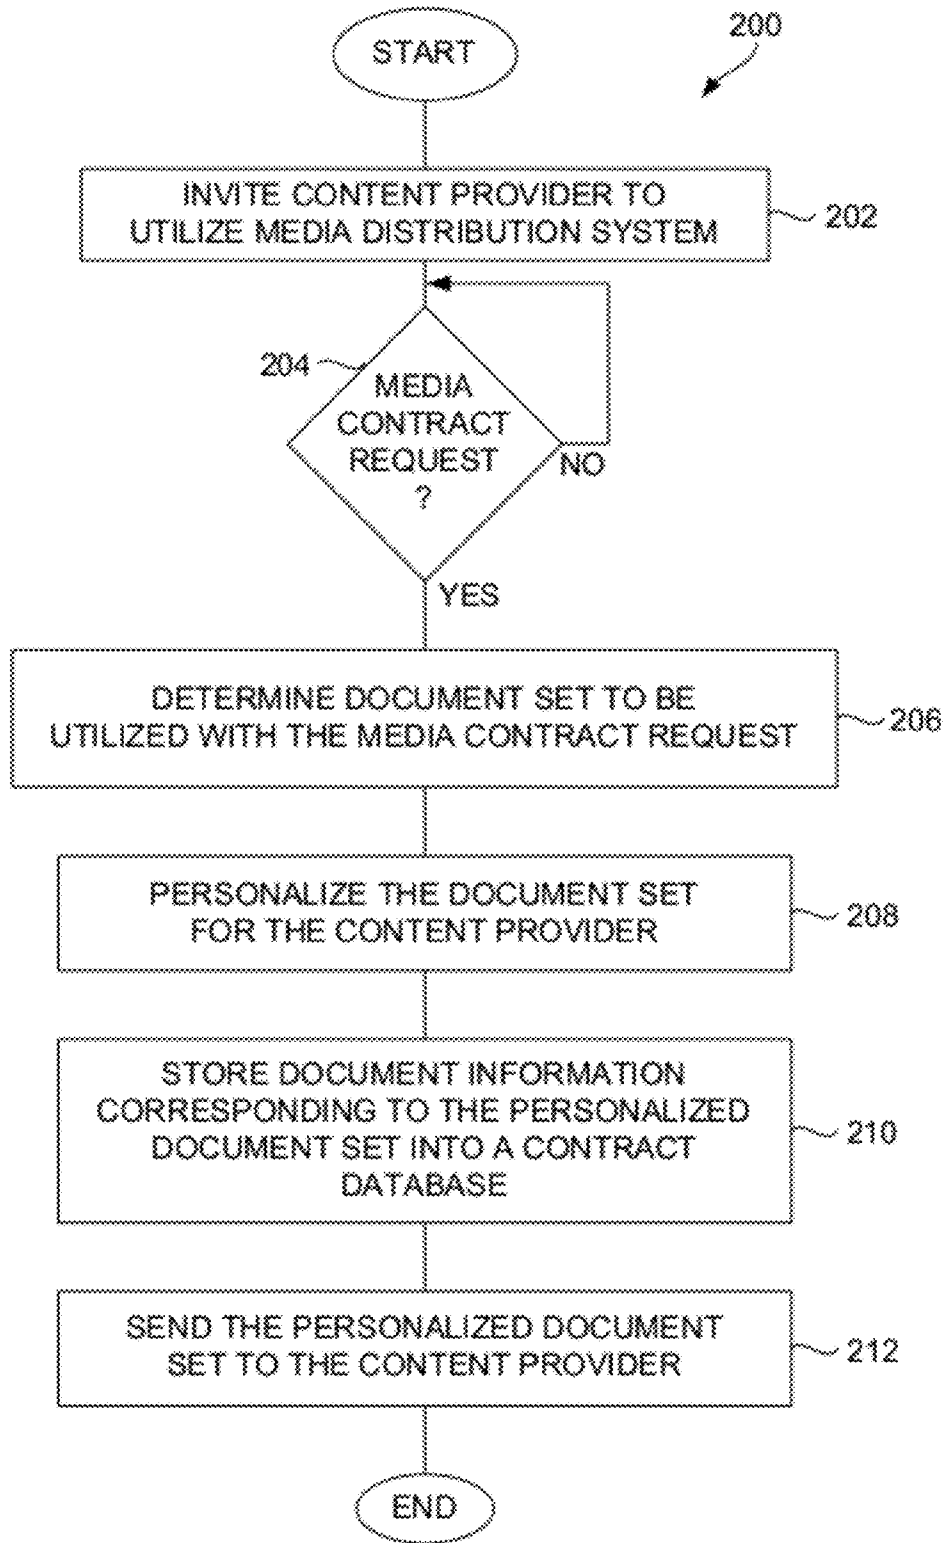 START
200
INVITE CONTENT PROVIDER TO
UTILIZE MEDIA DISTRIBUTION SYSTEM
202
204
MEDIA
CONTRACT
REQUEST
?
NO
YES
DETERMINE DOCUMENT SET TO BE
UTILIZED WITH THE MEDIA CONTRACT REQUEST
206
PERSONALIZE THE DOCUMENT SET
FOR THE CONTENT PROVIDER
208
STORE DOCUMENT INFORMATION
CORRESPONDING TO THE PERSONALIZED
DOCUMENT SET INTO A CONTRACT
DATABASE
210
SEND THE PERSONALIZED DOCUMENT
SET TO THE CONTENT PROVIDER
212
END